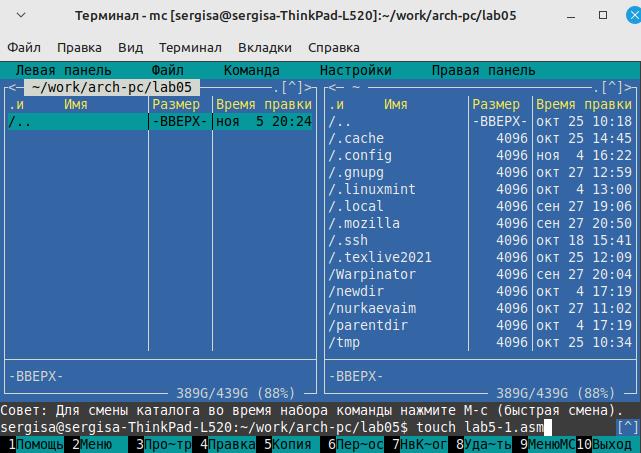 Терминал - mc [sergisa@sergisa-ThinkPad-L520]:~/work/arch-pc/lab05
Файл Правка Вид Терминал Вкладки Справка
Левая панель Файл Команда Настройки Правая панель
<─ ~/work/arch-pc/lab05 .[^]> <─ ~ .[^]>
.и Имя Размер Время правки .и Имя Размер Время правки
/.. -ВВЕРХ- ноя 5 20:24 /.. -ВВЕРХ- окт 25 10:18
/.cache 4096 окт 25 14:45
/.config 4096 ноя 4 16:22
/.gnupg 4096 окт 27 12:59
/.linuxmint 4096 окт 4 13:00
/.local 4096 сен 27 19:06
/.mozilla 4096 сен 27 20:50
/.ssh 4096 окт 18 15:41
/.texlive2021 4096 окт 25 12:09
/Warpinator 4096 сен 27 20:04
/newdir 4096 окт 4 17:19
/nurkaevaim 4096 окт 27 11:02
/parentdir 4096 окт 4 17:19
/tmp 4096 окт 25 10:34
-ВВЕРХ- -ВВЕРХ-
389G/439G (88%) 389G/439G (88%)
Совет: Для смены каталога во время набора команды нажмите M-c (быстрая смена).
sergisa@sergisa-ThinkPad-L520:~/work/arch-pc/lab05$ touch lab5-1.asm [^]
1Помощь 2Меню 3Про~тр 4Правка 5Копия 6Пер~ос 7НвК~ог 8Уда~ть 9МенюMC 10Выход